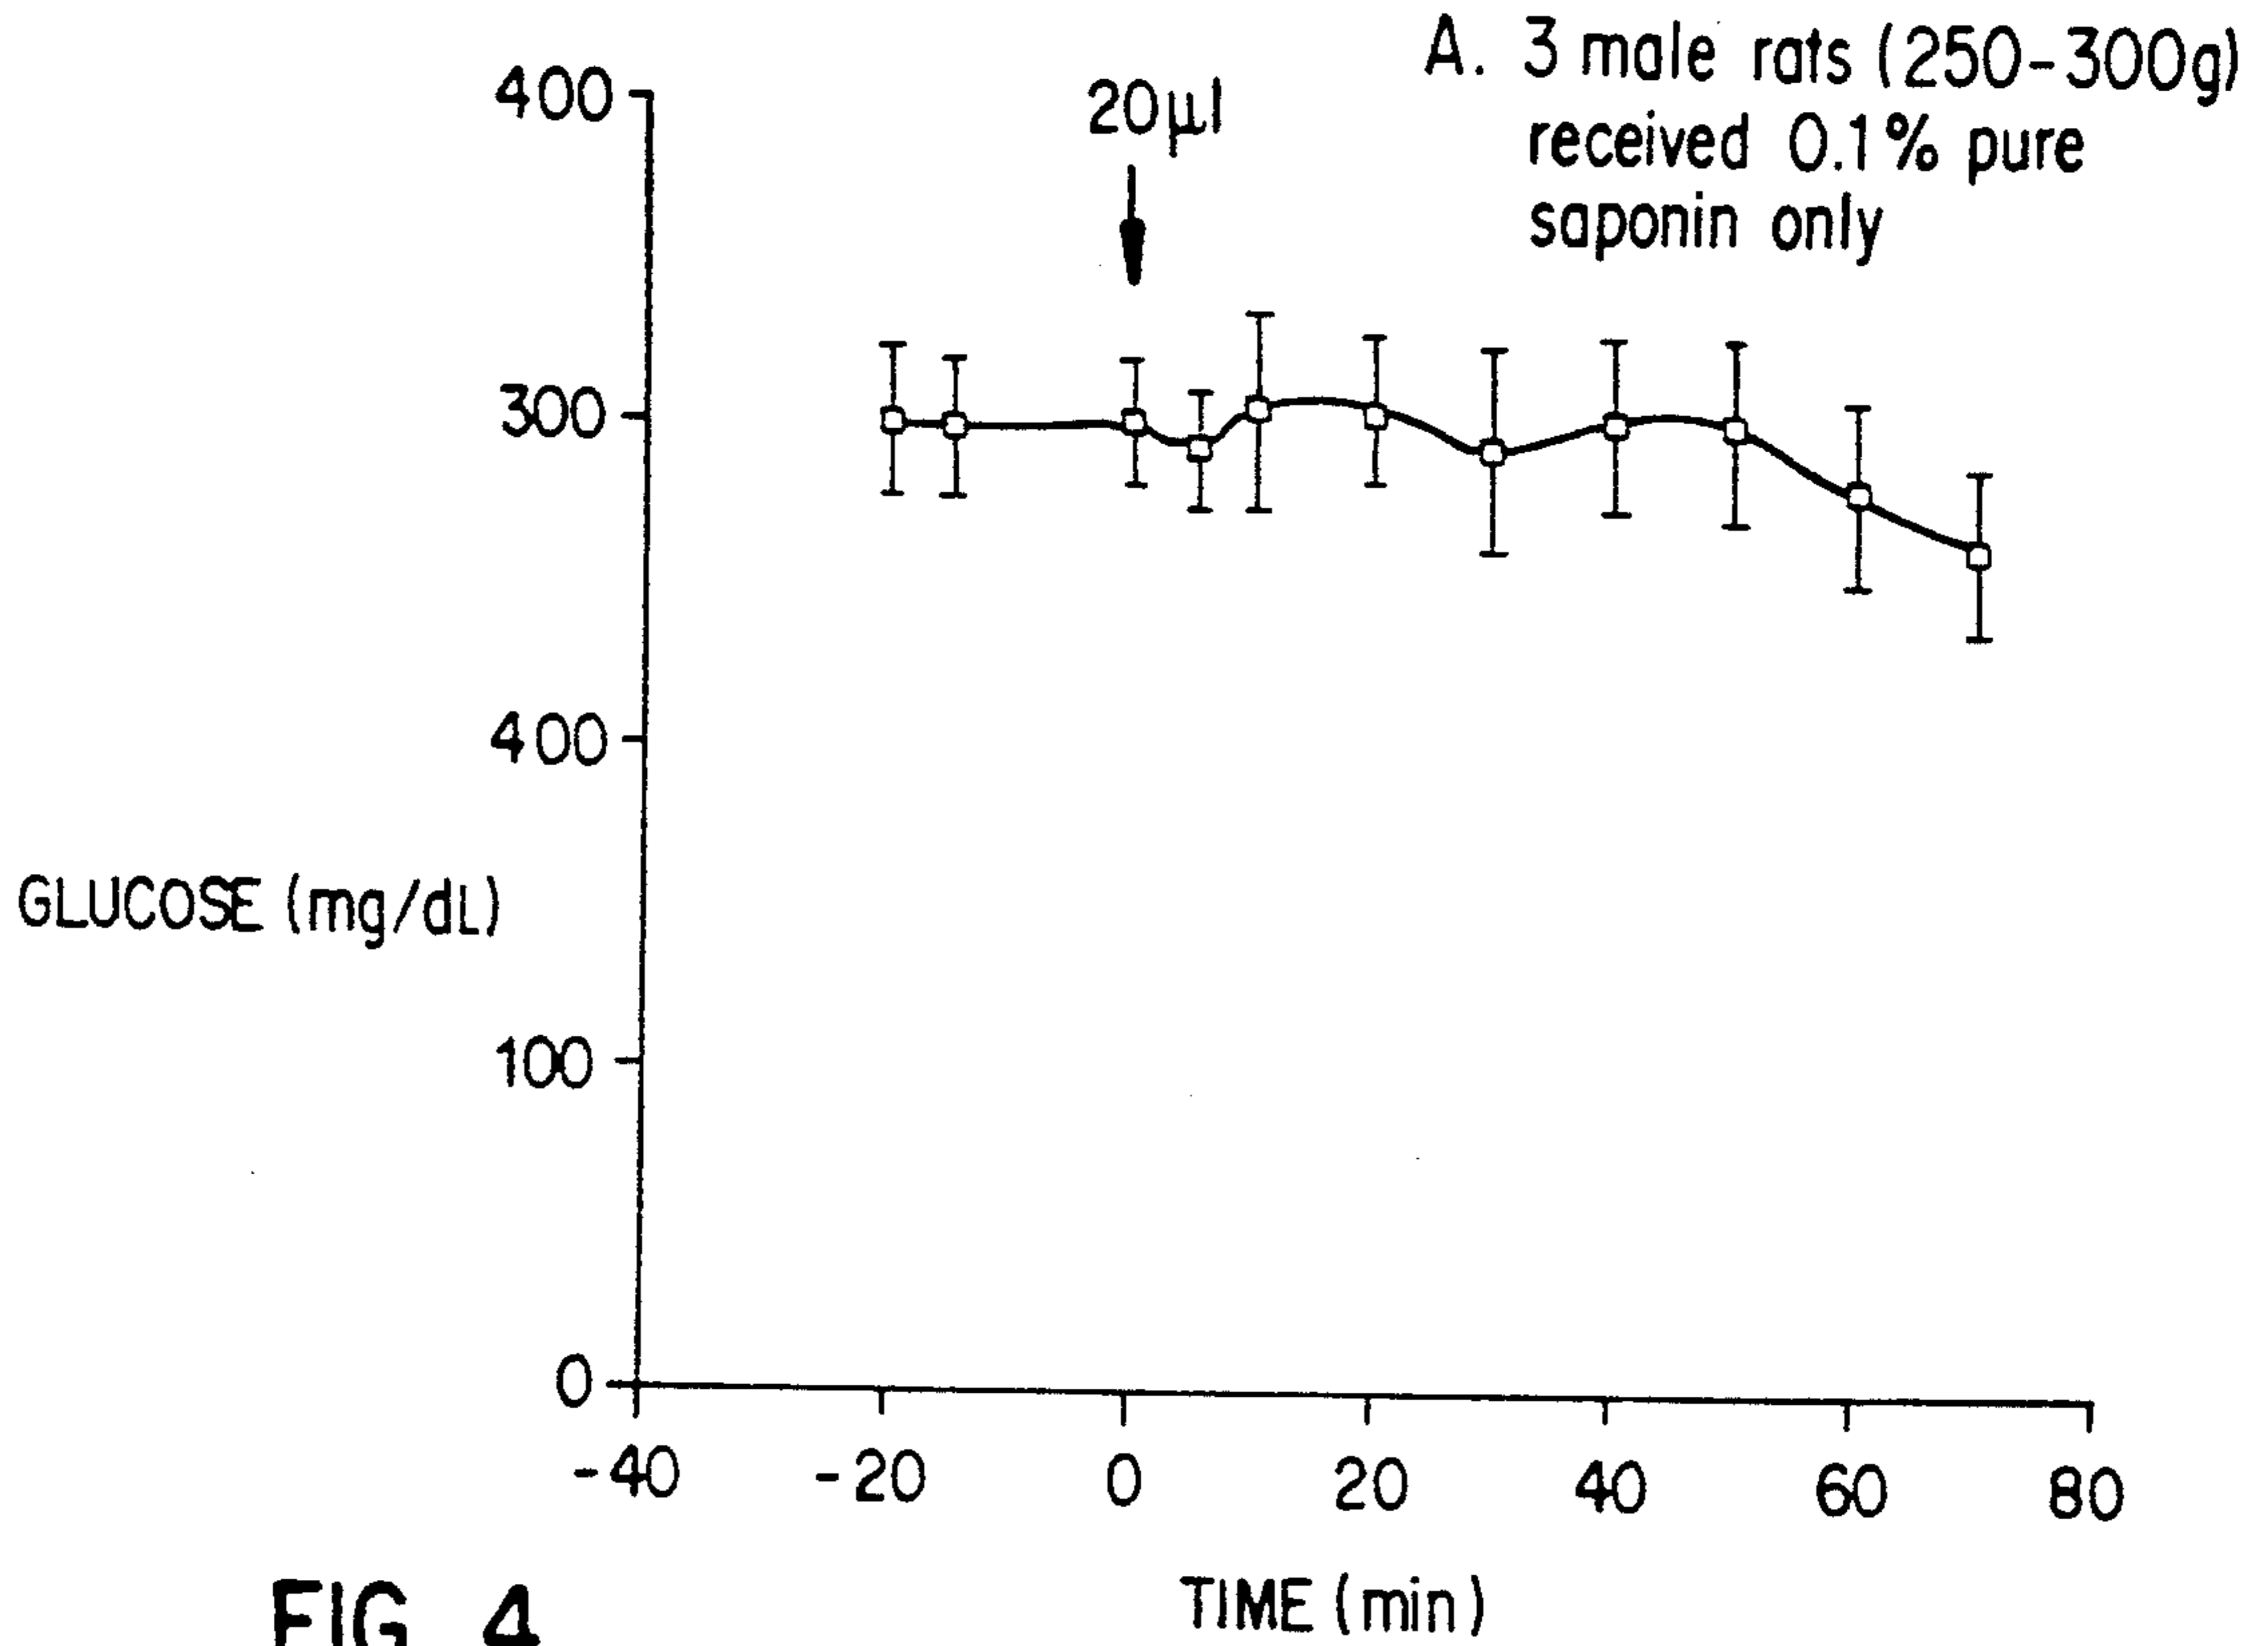 A. 3 male rats (250-300g)
received 0.1% pure
saponin only
20µl
400
300
400
100
0
GLUCOSE (mg/dL)
-40 -20 0 20 40 60 80
TIME (min)
FIG. 4